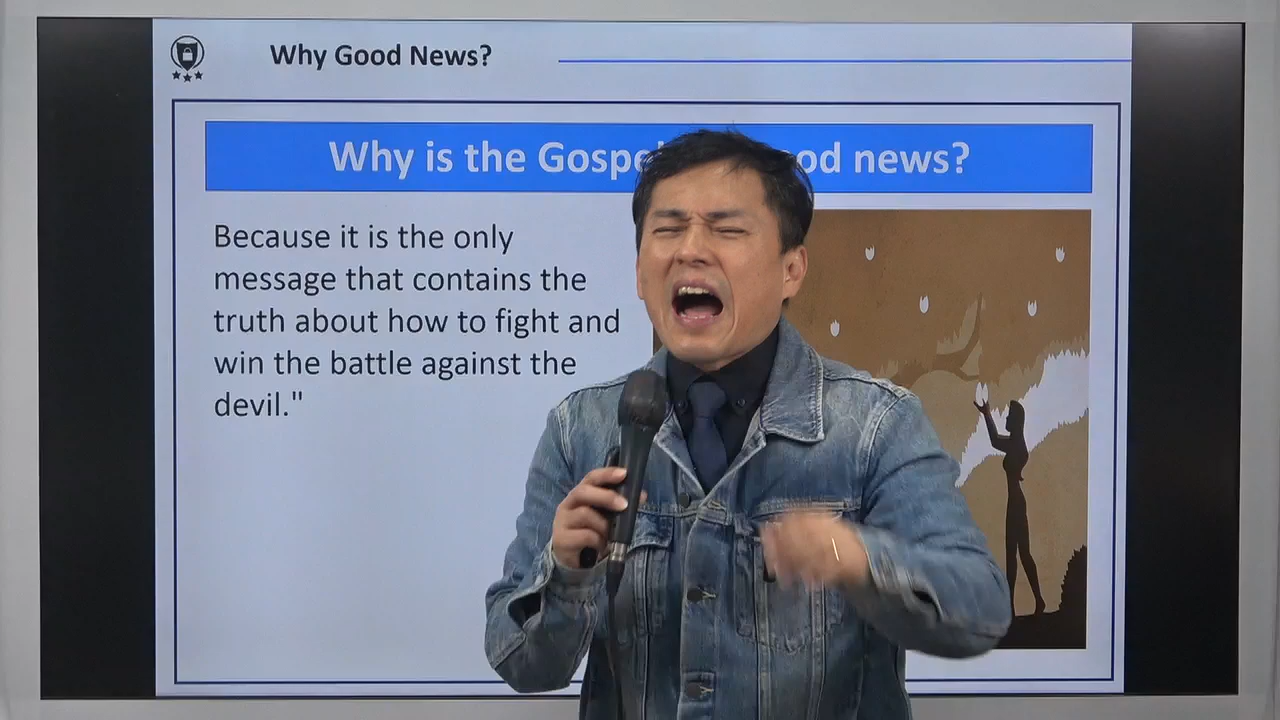 Why Good News?
Why is the Gospel good news?
Because it is the only
message that contains the
truth about how to fight and
win the battle against the
devil."